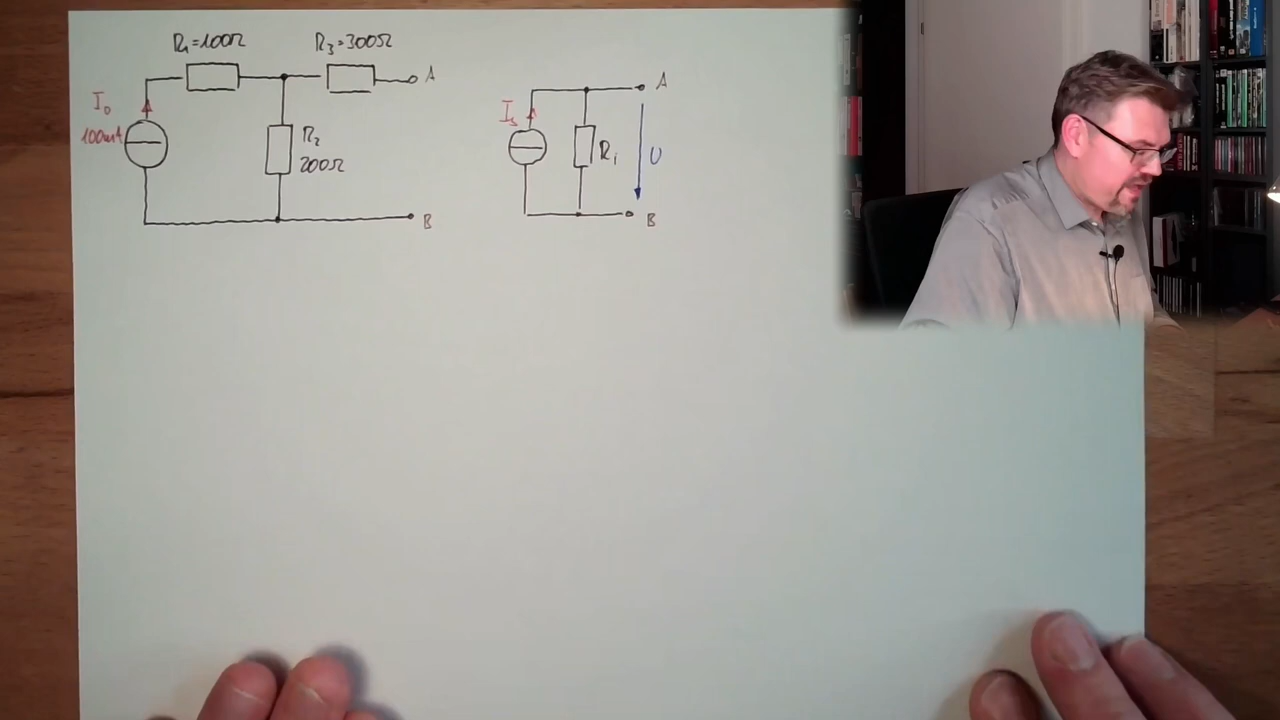 R₁=100Ω
R₃=300Ω
A
I₀
100mA
R₂
200Ω
B
A
Is
Ri
U
B